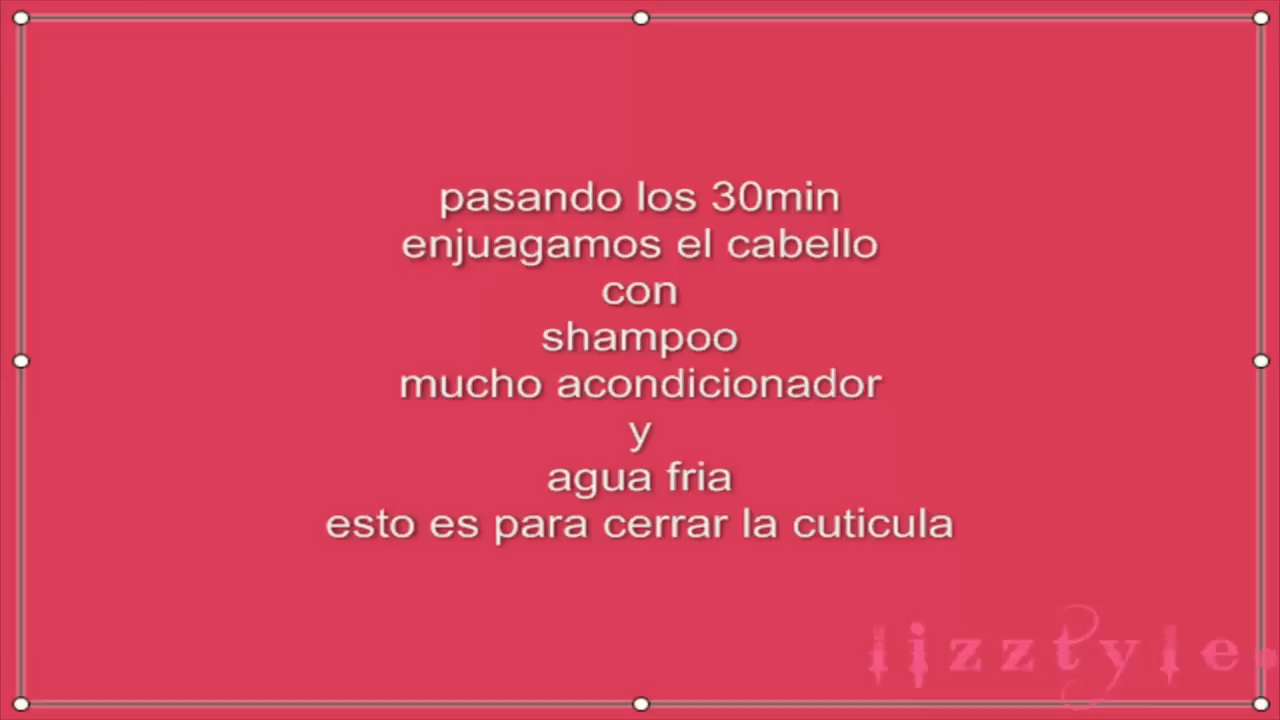 pasando los 30min
enjuagamos el cabello
con
shampoo
mucho acondicionador
y
agua fria
esto es para cerrar la cuticula
lizztyle.